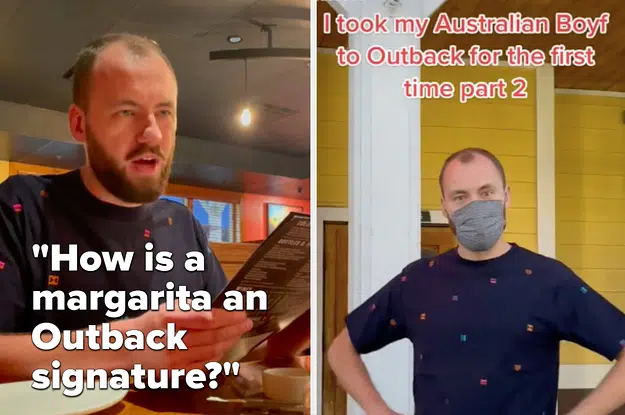 "How is a
margarita an
Outback
signature?"
I took my Australian Boyf
to Outback for the first
time part 2